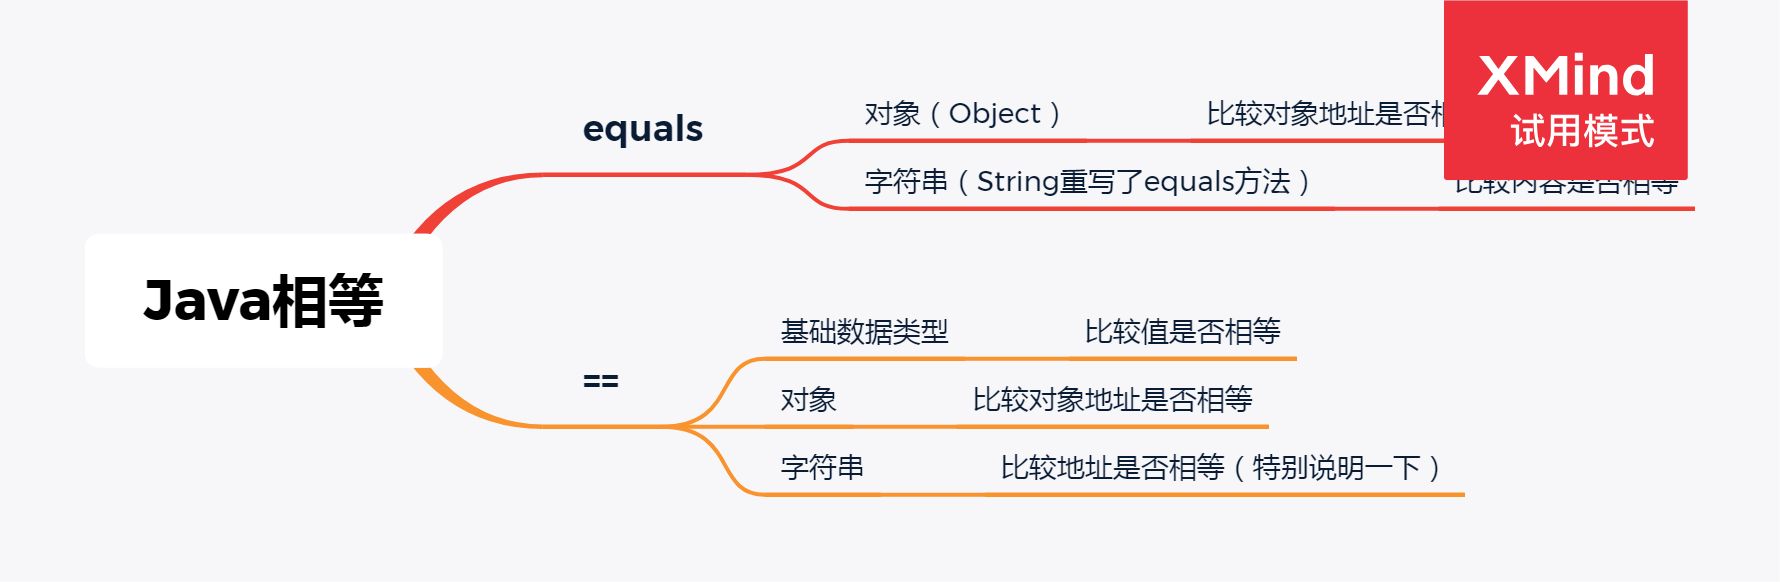 equals
对象（Object）
比较对象地址是否
字符串（String重写了equals方法）
比较内容是否相等
XMind
试用模式
Java相等
==
基础数据类型
比较值是否相等
对象
比较对象地址是否相等
字符串
比较地址是否相等（特别说明一下）